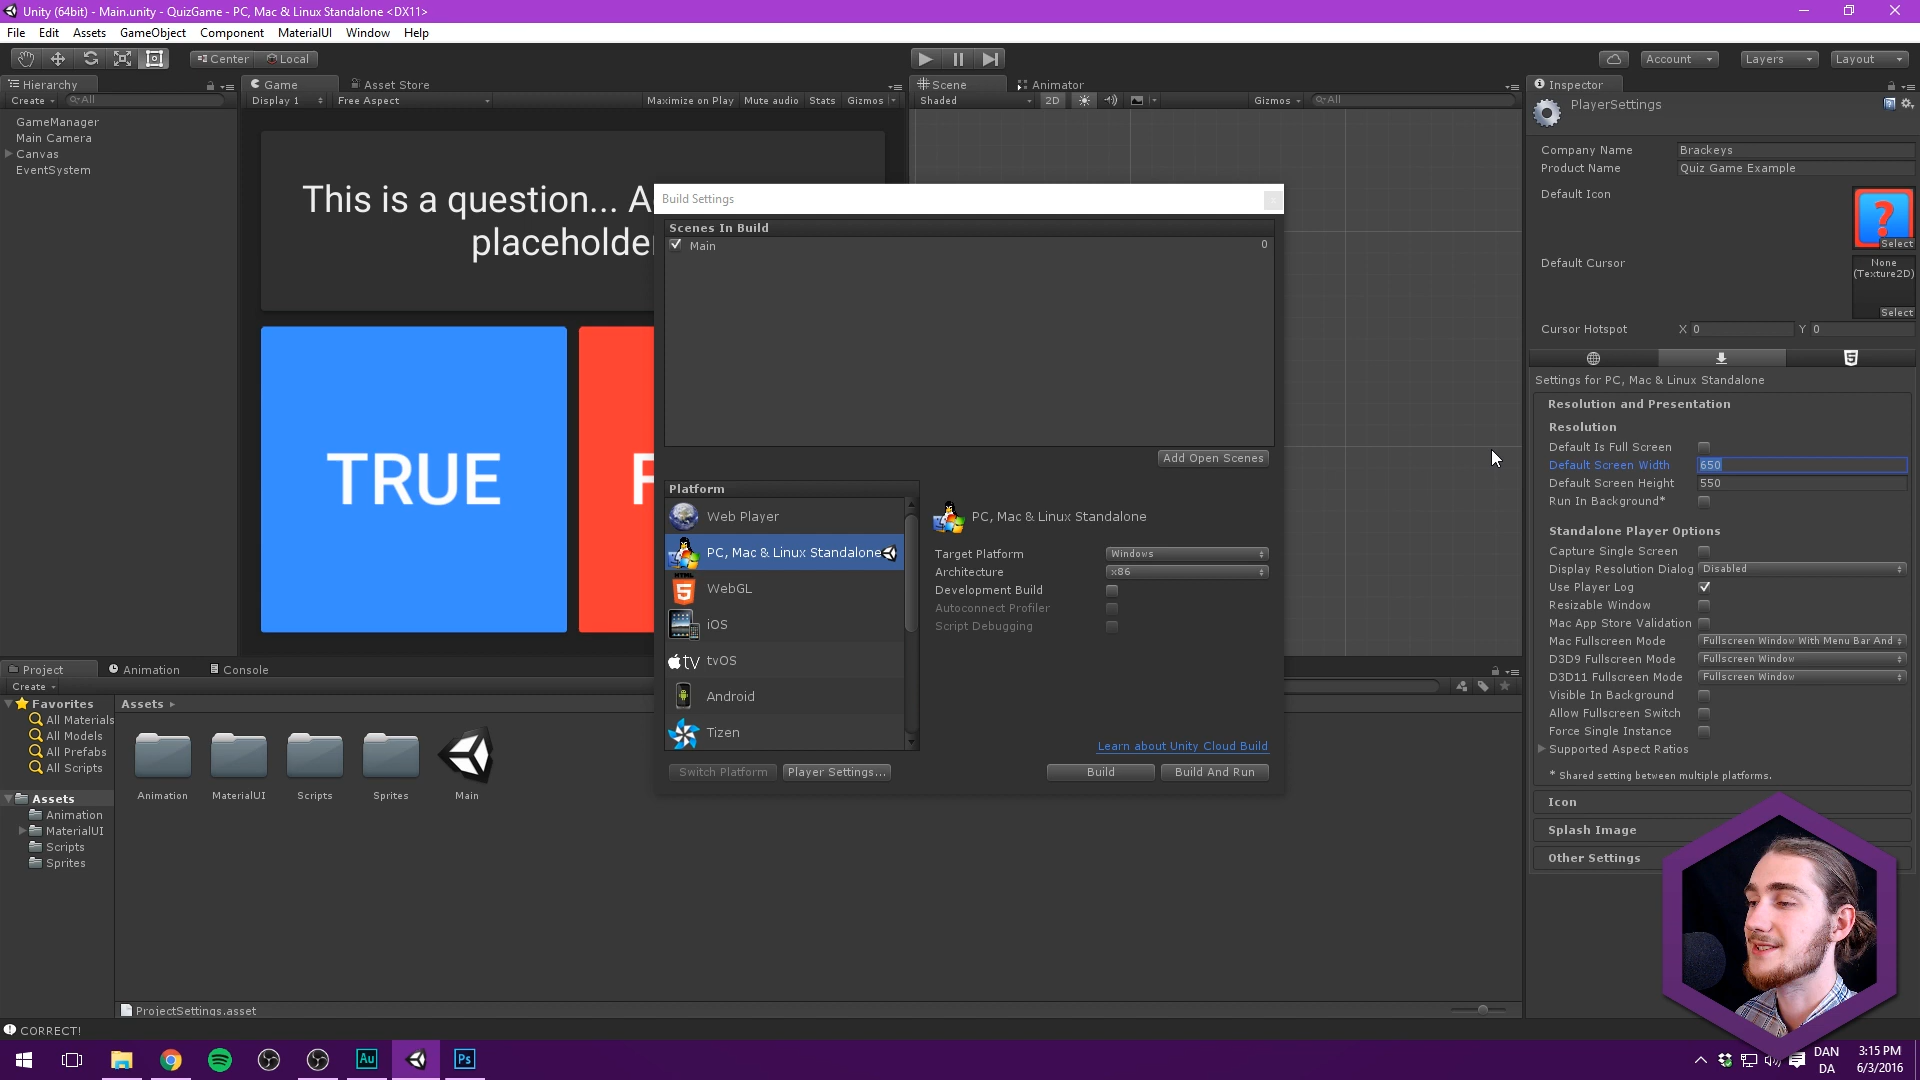 Unity (64bit) - Main.unity - QuizGame - PC, Mac & Linux Standalone <DX11>
File Edit Assets GameObject Component MaterialUI Window Help
Center Local
Account Layers Layout
Hierarchy
Create All
GameManager
Main Camera
Canvas
EventSystem
Game Asset Store
Display 1 Free Aspect Maximize on Play Mute audio Stats Gizmos
This is a question... A
placeholde
TRUE
F
Scene Animator
Shaded 2D Gizmos All
Build Settings
Scenes In Build
Main 0
Add Open Scenes
Platform
Web Player
PC, Mac & Linux Standalone
HTML
5
WebGL
iOS
tv tvOS
Android
Tizen
PC, Mac & Linux Standalone
Target Platform Windows
Architecture x86
Development Build
Autoconnect Profiler
Script Debugging
Learn about Unity Cloud Build
Switch Platform Player Settings... Build Build And Run
Inspector
PlayerSettings
Company Name Brackeys
Product Name Quiz Game Example
Default Icon
?
Select
Default Cursor
None
(Texture2D)
Select
Cursor Hotspot X 0 Y 0
Settings for PC, Mac & Linux Standalone
Resolution and Presentation
Resolution
Default Is Full Screen
Default Screen Width 650
Default Screen Height 550
Run In Background*
Standalone Player Options
Capture Single Screen
Display Resolution Dialog Disabled
Use Player Log
Resizable Window
Mac App Store Validation
Mac Fullscreen Mode Fullscreen Window With Menu Bar And
D3D9 Fullscreen Mode Fullscreen Window
D3D11 Fullscreen Mode Fullscreen Window
Visible In Background
Allow Fullscreen Switch
Force Single Instance
Supported Aspect Ratios
* Shared setting between multiple platforms.
Icon
Splash Image
Other Settings
Project Animation Console
Create
Favorites
All Materials
All Models
All Prefabs
All Scripts
Assets
Animation
MaterialUI
Scripts
Sprites
Assets
Animation MaterialUI Scripts Sprites Main
ProjectSettings.asset
CORRECT!
Au Ps
DAN
DA
3:15 PM
6/3/2016